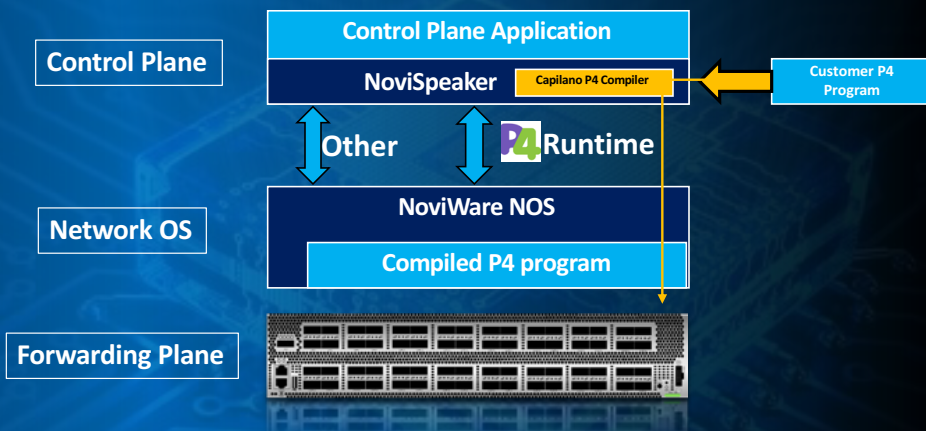 Control Plane Application
Control Plane
NoviSpeaker
Capilano P4 Compiler
Customer P4
Program
Other
P4 Runtime
NoviWare NOS
Network OS
Compiled P4 program
Forwarding Plane